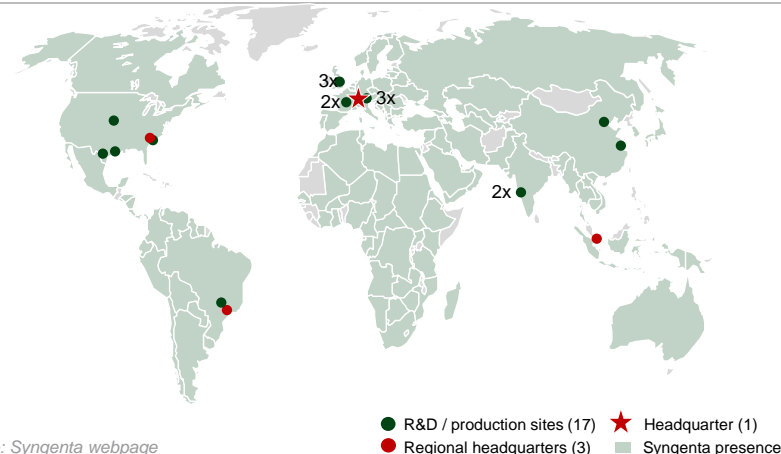 3x
2x
3x
2x
R&D / production sites (17)
Headquarter (1)
Regional headquarters (3)
Syngenta presence
: Syngenta webpage